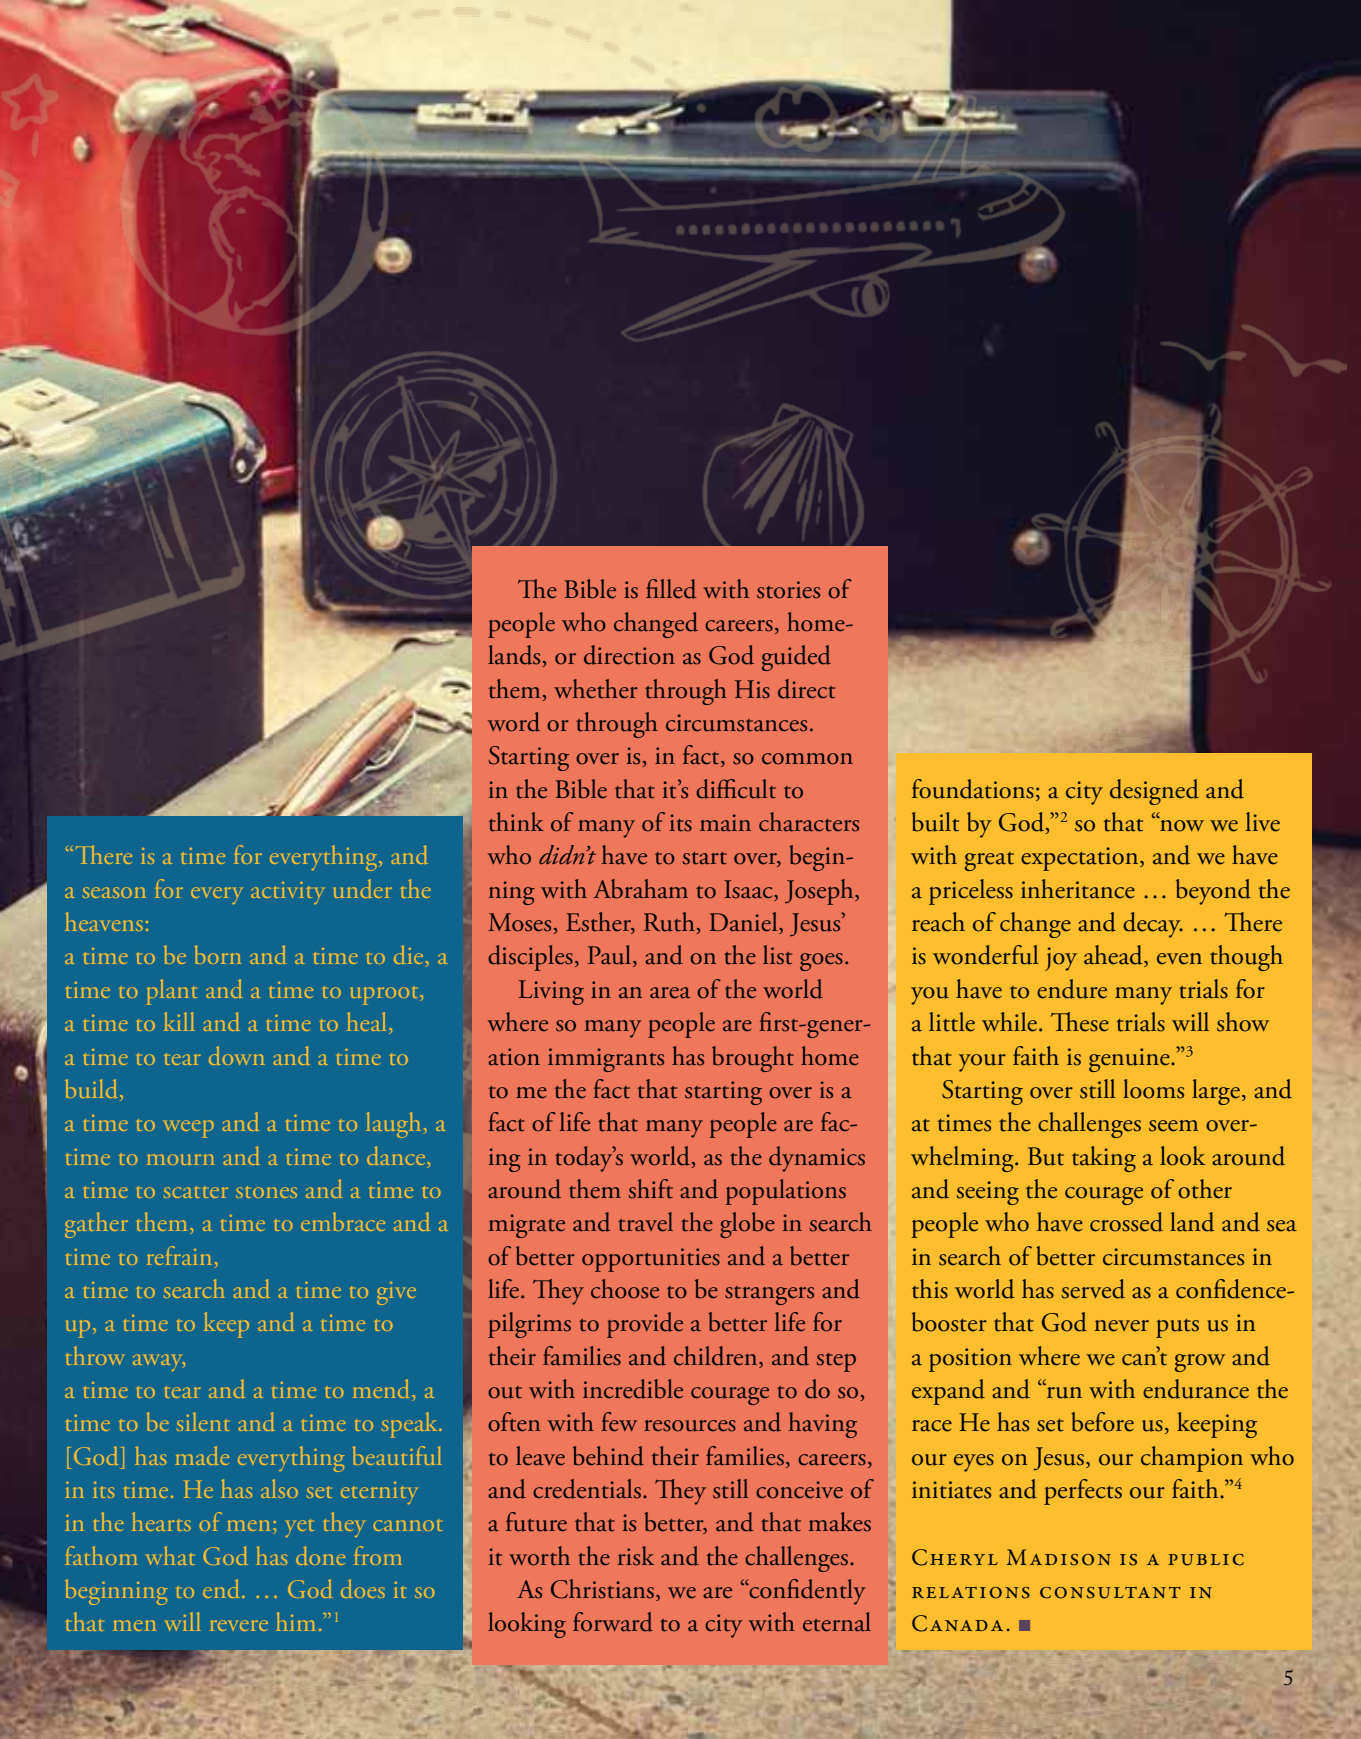 “There is a time for everything, and
a season for every activity under the
heavens:
a time to be born and a time to die, a
time to plant and a time to uproot,
a time to kill and a time to heal,
a time to tear down and a time to
build,
a time to weep and a time to laugh, a
time to mourn and a time to dance,
a time to scatter stones and a time to
gather them, a time to embrace and a
time to refrain,
a time to search and a time to give
up, a time to keep and a time to
throw away,
a time to tear and a time to mend, a
time to be silent and a time to speak.
[God] has made everything beautiful
in its time. He has also set eternity
in the hearts of men; yet they cannot
fathom what God has done from
beginning to end. … God does it so
that men will revere him.”1
The Bible is filled with stories of
people who changed careers, home-
lands, or direction as God guided
them, whether through His direct
word or through circumstances.
Starting over is, in fact, so common
in the Bible that it’s difficult to
think of many of its main characters
who didn’t have to start over, begin-
ning with Abraham to Isaac, Joseph,
Moses, Esther, Ruth, Daniel, Jesus’
disciples, Paul, and on the list goes.
Living in an area of the world
where so many people are first-gener-
ation immigrants has brought home
to me the fact that starting over is a
fact of life that many people are fac-
ing in today’s world, as the dynamics
around them shift and populations
migrate and travel the globe in search
of better opportunities and a better
life. They choose to be strangers and
pilgrims to provide a better life for
their families and children, and step
out with incredible courage to do so,
often with few resources and having
to leave behind their families, careers,
and credentials. They still conceive of
a future that is better, and that makes
it worth the risk and the challenges.
As Christians, we are “confidently
looking forward to a city with eternal
foundations; a city designed and
built by God,”2 so that “now we live
with great expectation, and we have
a priceless inheritance … beyond the
reach of change and decay. … There
is wonderful joy ahead, even though
you have to endure many trials for
a little while. These trials will show
that your faith is genuine.”3
Starting over still looms large, and
at times the challenges seem over-
whelming. But taking a look around
and seeing the courage of other
people who have crossed land and sea
in search of better circumstances in
this world has served as a confidence-
booster that God never puts us in
a position where we can’t grow and
expand and “run with endurance the
race He has set before us, keeping
our eyes on Jesus, our champion who
initiates and perfects our faith.”4
Cheryl Madison is a public
relations consultant in
Canada. ■
5